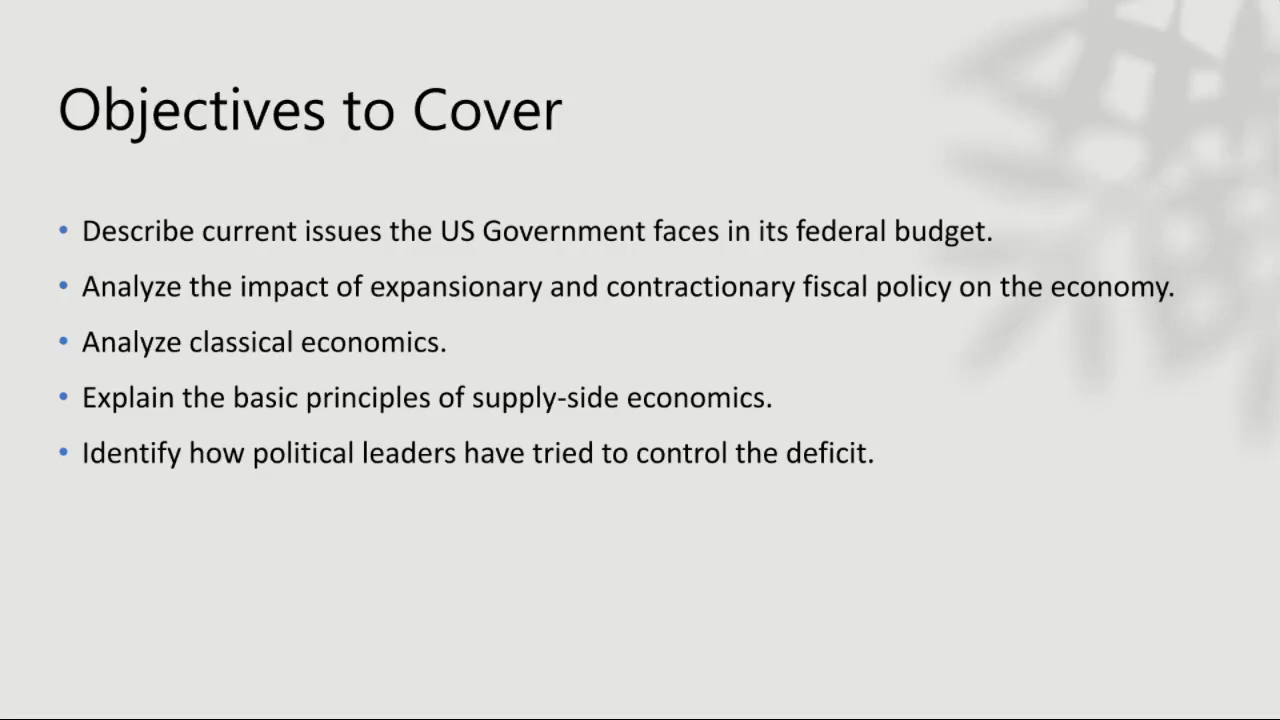 Objectives to Cover
• Describe current issues the US Government faces in its federal budget.
• Analyze the impact of expansionary and contractionary fiscal policy on the economy.
• Analyze classical economics.
• Explain the basic principles of supply-side economics.
• Identify how political leaders have tried to control the deficit.